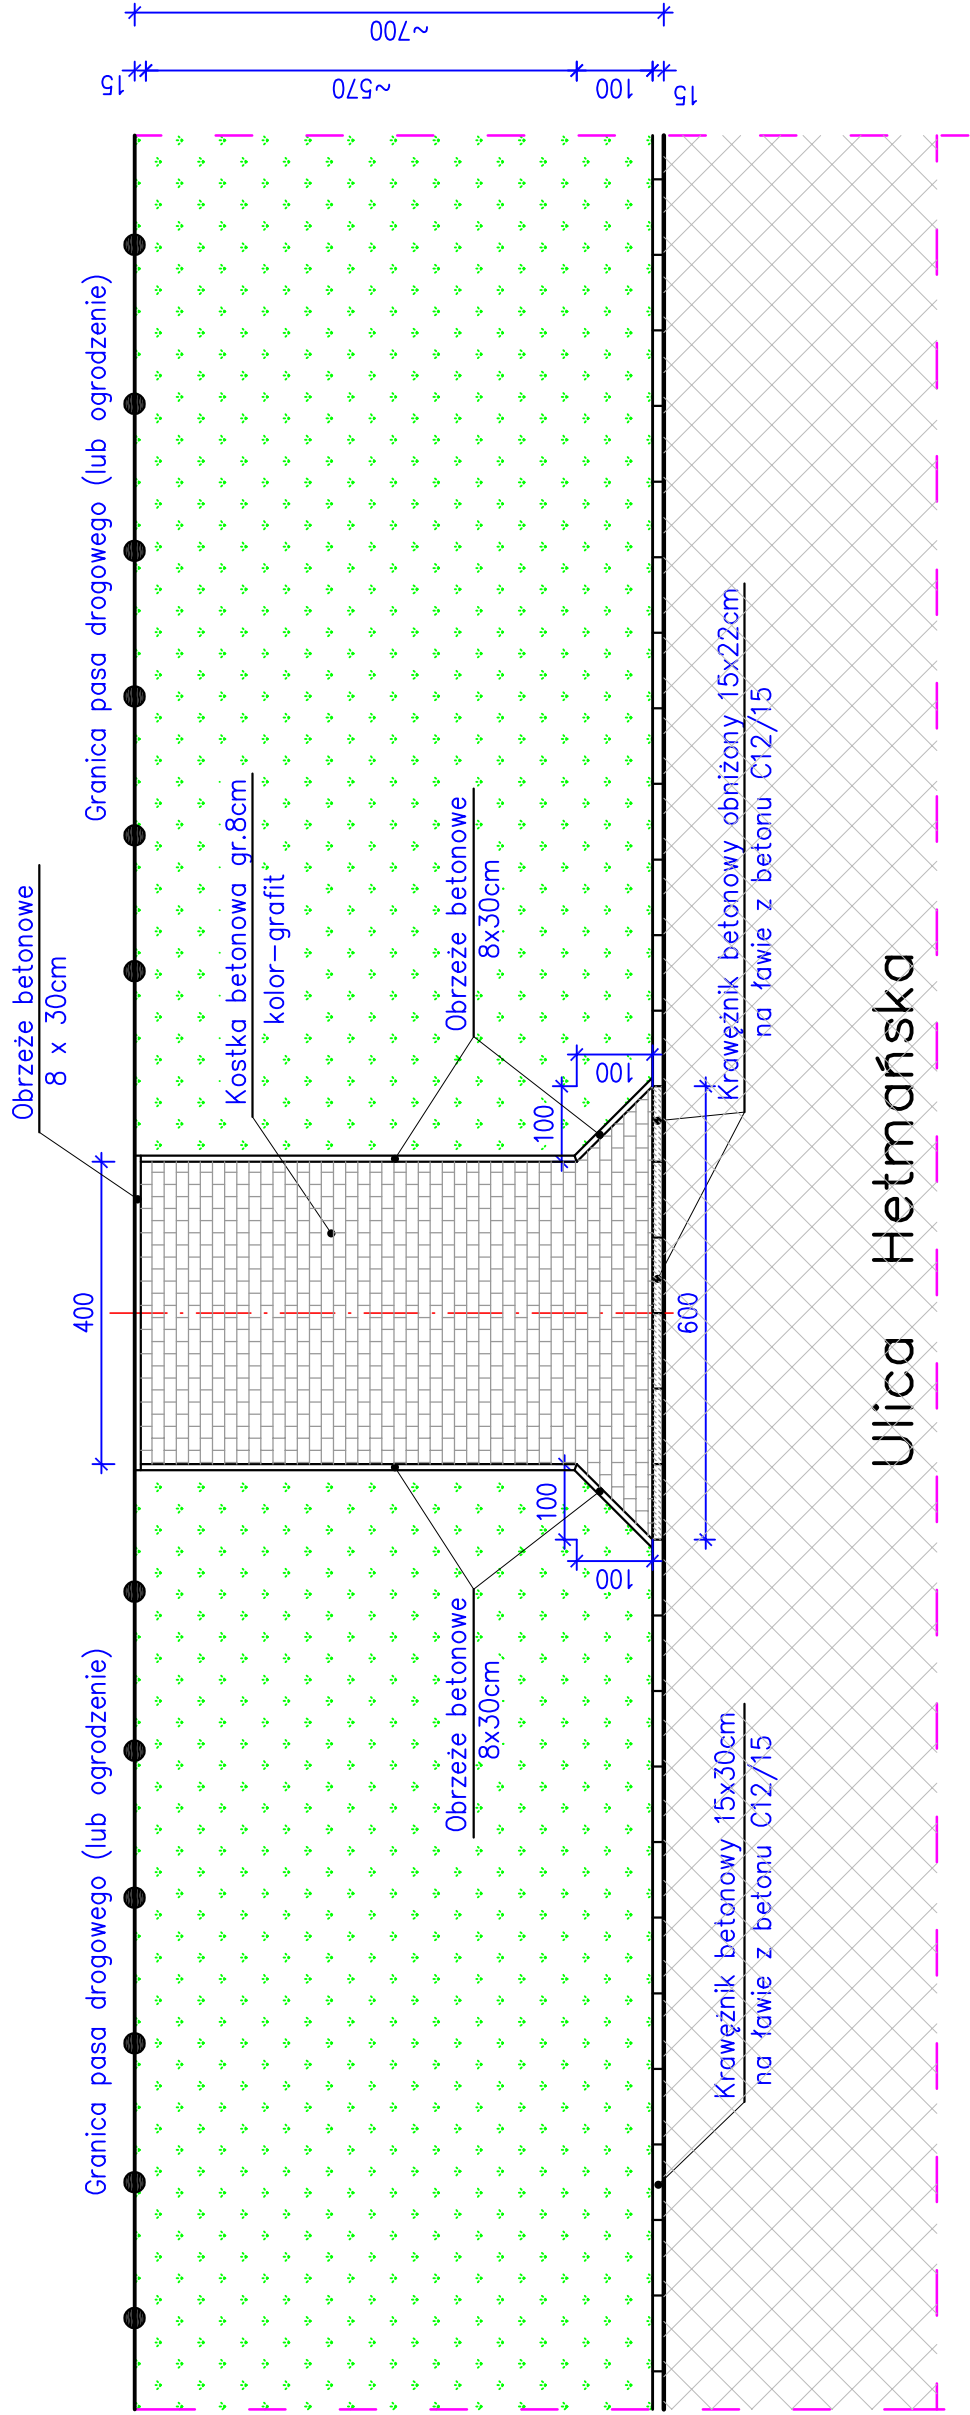 Obrzeże betonowe
8 x 30cm
Granica pasa drogowego (lub ogrodzenie)
Granica pasa drogowego (lub ogrodzenie)
400
Kostka betonowa gr.8cm
kolor-grafit
Obrzeże betonowe
8x30cm
Obrzeże betonowe
8x30cm
100
100
100
100
600
Krawężnik betonowy 15x30cm
na ławie z betonu C12/15
Krawężnik betonowy obniżony 15x22cm
na ławie z betonu C12/15
Ulica Hetmańska
15
~570
100
15
~700